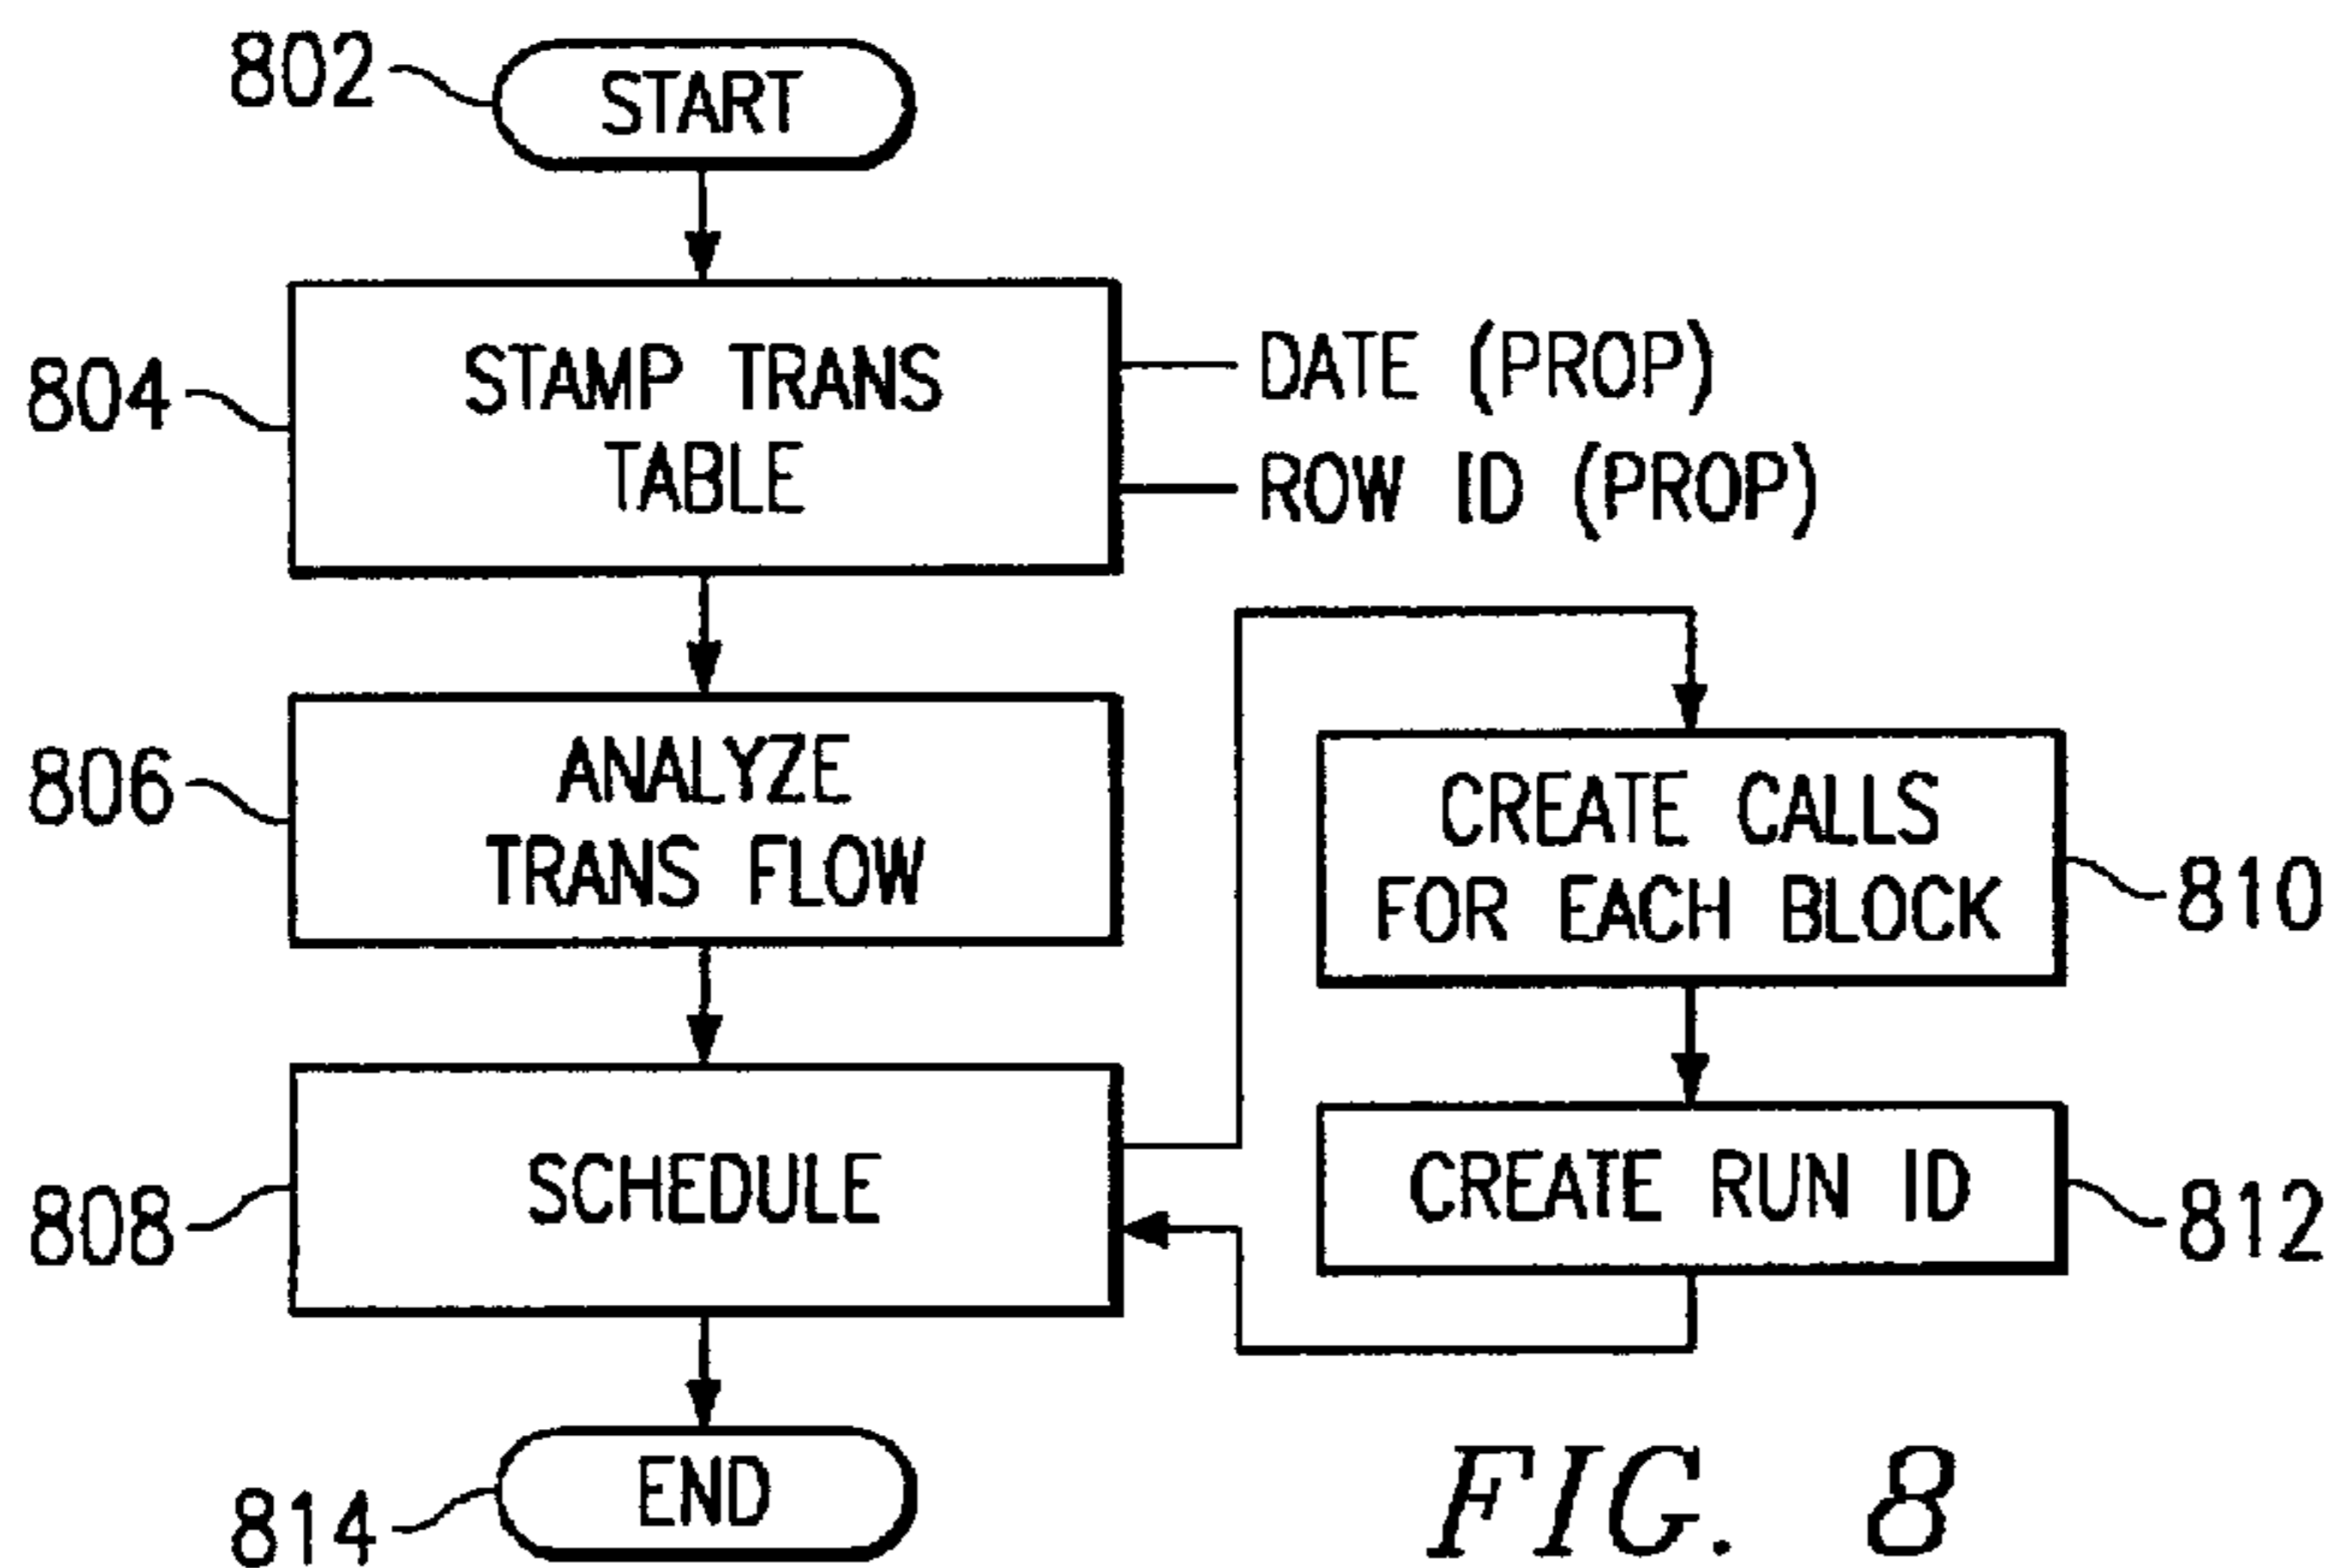 802
START
804
STAMP TRANS
TABLE
DATE (PROP)
ROW ID (PROP)
806
ANALYZE
TRANS FLOW
808
SCHEDULE
CREATE CALLS
FOR EACH BLOCK
810
CREATE RUN ID
812
814
END
FIG. 8